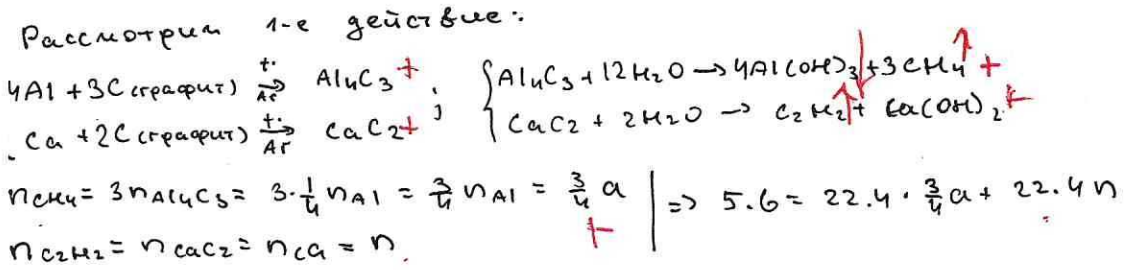 Рассмотрим 1-е действие:
4Al + 3C (графит) t° → Ar Al4C3 + ; { Al4C3 + 12H2O → 4Al(OH)3↓ + 3CH4↑ +
Ca + 2C (графит) t° → Ar CaC2 + { CaC2 + 2H2O → C2H2↑ + Ca(OH)2 +
nCH4 = 3nAl4C3 = 3·1/4 nAl = 3/4 nAl = 3/4 a | => 5.6 = 22.4 · 3/4 a + 22.4 n
nC2H2 = nCaC2 = nCa = n. +